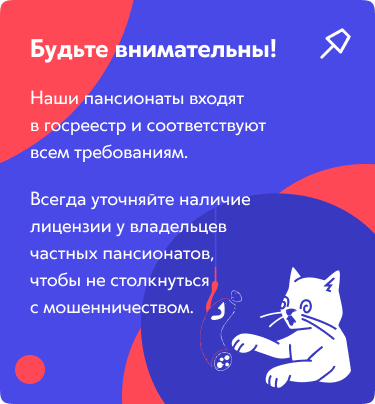 Будьте внимательны!
Наши пансионаты входят
в госреестр и соответствуют
всем требованиям.
Всегда уточняйте наличие
лицензии у владельцев
частных пансионатов,
чтобы не столкнуться
с мошенничеством.